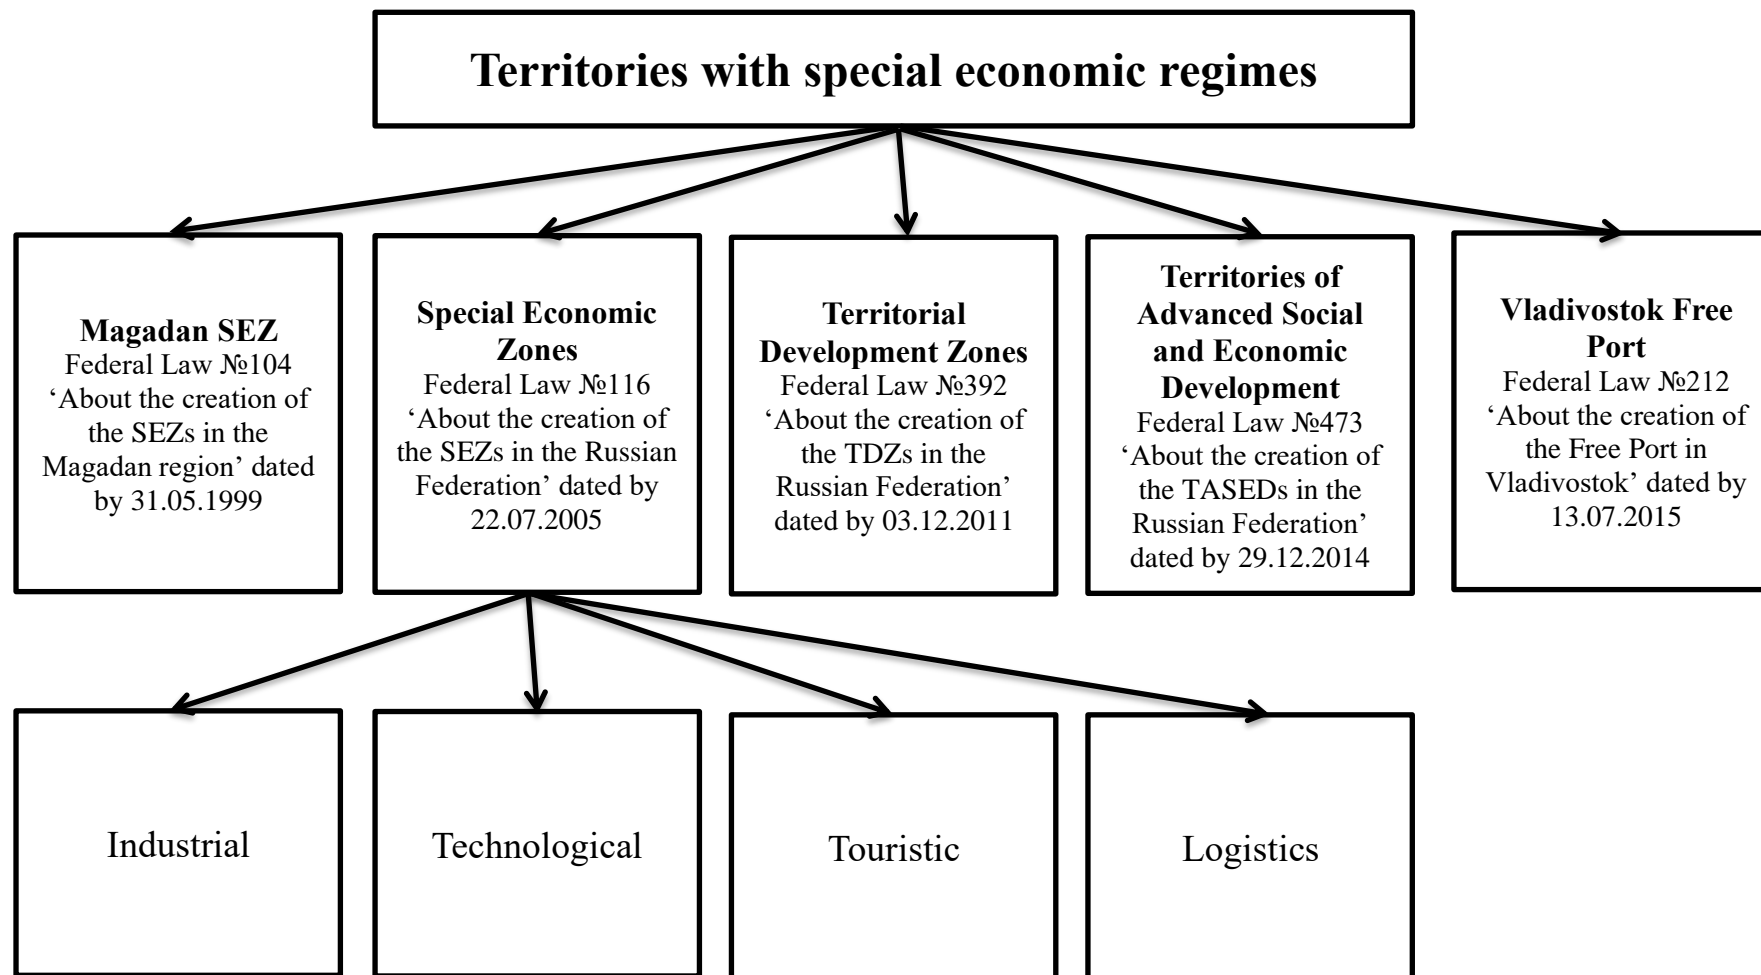 Territories with special economic regimes
Magadan SEZ
Federal Law №104
‘About the creation of
the SEZs in the
Magadan region’ dated
by 31.05.1999
Special Economic
Zones
Federal Law №116
‘About the creation of
the SEZs in the Russian
Federation’ dated by
22.07.2005
Territorial
Development Zones
Federal Law №392
‘About the creation of
the TDZs in the
Russian Federation’
dated by 03.12.2011
Territories of
Advanced Social
and Economic
Development
Federal Law №473
‘About the creation of
the TASEDs in the
Russian Federation’
dated by 29.12.2014
Vladivostok Free
Port
Federal Law №212
‘About the creation of
the Free Port in
Vladivostok’ dated by
13.07.2015
Industrial
Technological
Touristic
Logistics